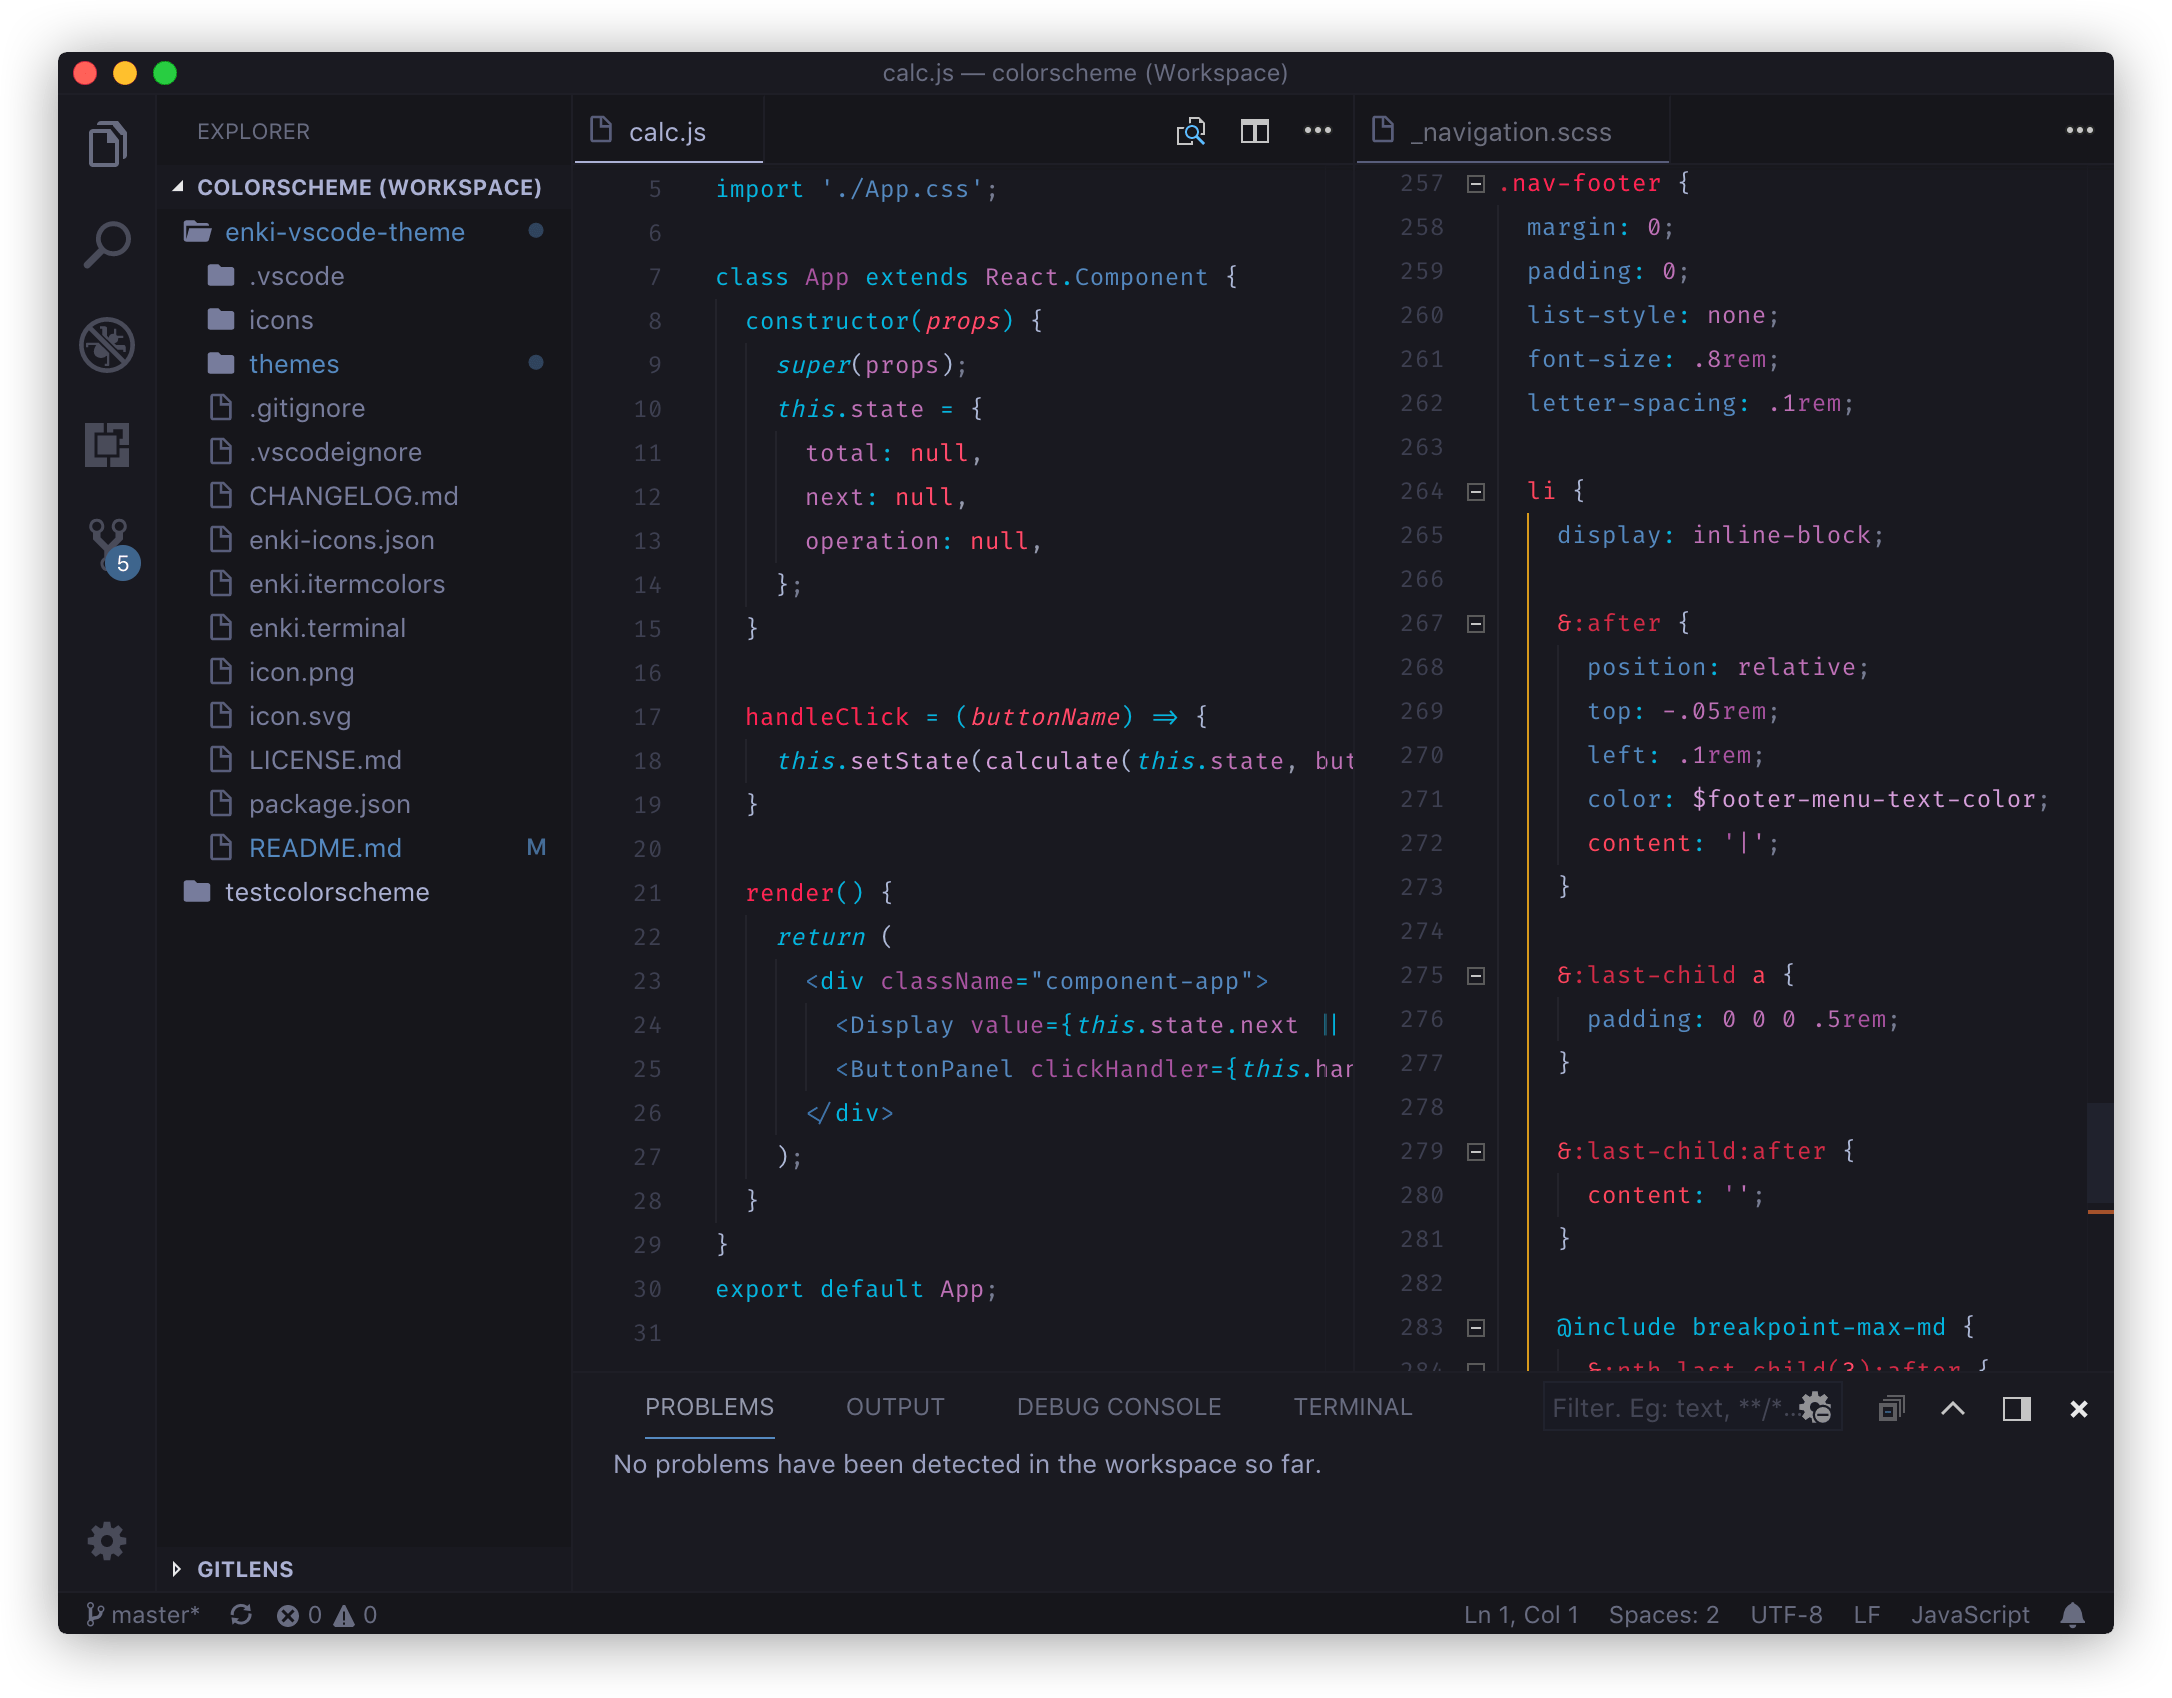 calc.js — colorscheme (Workspace)
EXPLORER
COLORSCHEME (WORKSPACE)
enki-vscode-theme
.vscode
icons
themes
.gitignore
.vscodeignore
CHANGELOG.md
enki-icons.json
enki.itermcolors
enki.terminal
icon.png
icon.svg
LICENSE.md
package.json
README.md M
testcolorscheme
GITLENS
5
calc.js
5 import './App.css';
6
7 class App extends React.Component {
8 constructor(props) {
9 super(props);
10 this.state = {
11 total: null,
12 next: null,
13 operation: null,
14 };
15 }
16
17 handleClick = (buttonName) => {
18 this.setState(calculate(this.state, but
19 }
20
21 render() {
22 return (
23 <div className="component-app">
24 <Display value={this.state.next ||
25 <ButtonPanel clickHandler={this.han
26 </div>
27 );
28 }
29 }
30 export default App;
31
_navigation.scss
257 .nav-footer {
258 margin: 0;
259 padding: 0;
260 list-style: none;
261 font-size: .8rem;
262 letter-spacing: .1rem;
263
264 li {
265 display: inline-block;
266
267 &:after {
268 position: relative;
269 top: -.05rem;
270 left: .1rem;
271 color: $footer-menu-text-color;
272 content: '|';
273 }
274
275 &:last-child a {
276 padding: 0 0 0 .5rem;
277 }
278
279 &:last-child:after {
280 content: '';
281 }
282
283 @include breakpoint-max-md {
284 &:nth-last-child(3):after {
PROBLEMS OUTPUT DEBUG CONSOLE TERMINAL Filter. Eg: text, **/*...
No problems have been detected in the workspace so far.
master* 0 0 Ln 1, Col 1 Spaces: 2 UTF-8 LF JavaScript